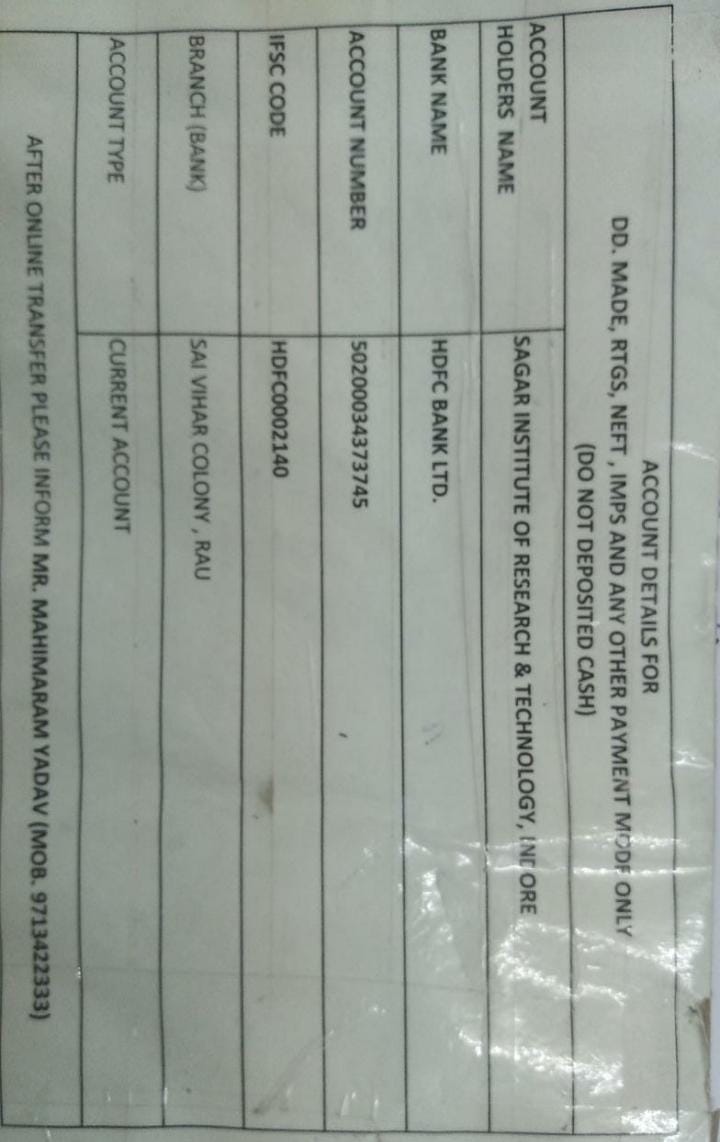 ACCOUNT DETAILS FOR
DD. MADE, RTGS, NEFT , IMPS AND ANY OTHER PAYMENT MODE ONLY
(DO NOT DEPOSITED CASH)
ACCOUNT
HOLDERS NAME
SAGAR INSTITUTE OF RESEARCH & TECHNOLOGY, INDORE
BANK NAME
HDFC BANK LTD.
ACCOUNT NUMBER
50200034373745
IFSC CODE
HDFC0002140
BRANCH (BANK)
SAI VIHAR COLONY , RAU
ACCOUNT TYPE
CURRENT ACCOUNT
AFTER ONLINE TRANSFER PLEASE INFORM MR. MAHIMARAM YADAV (MOB. 9713422333)